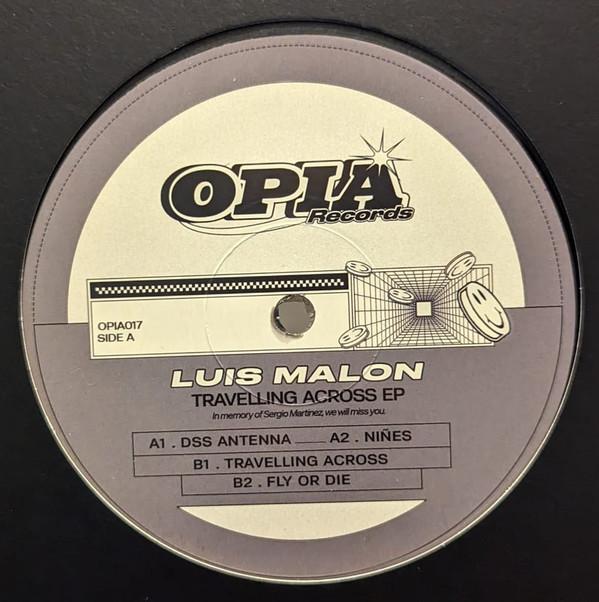 OPIA
Records
OPIA017
SIDE A
LUIS MALON
TRAVELLING ACROSS EP
In memory of Sergio Martinez, we will miss you.
A1 . DSS ANTENNA ___ A2 . NIÑES
B1 . TRAVELLING ACROSS
B2 . FLY OR DIE